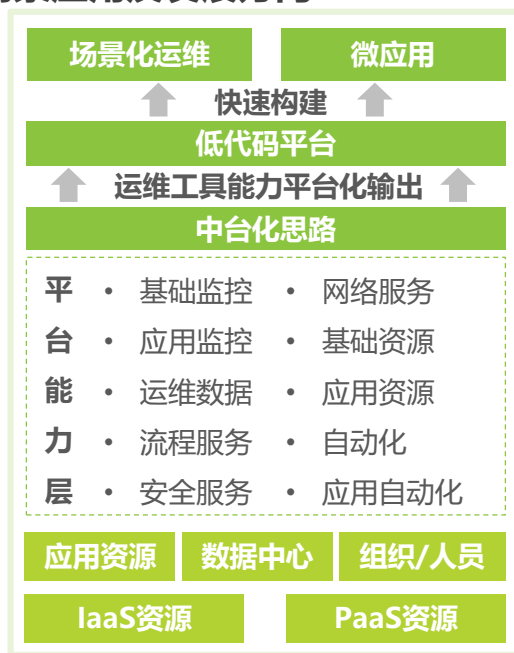 场景化运维 微应用
快速构建
低代码平台
运维工具能力平台化输出
中台化思路
平 • 基础监控 • 网络服务
台 • 应用监控 • 基础资源
能 • 运维数据 • 应用资源
力 • 流程服务 • 自动化
层 • 安全服务 • 应用自动化
应用资源 数据中心 组织/人员
IaaS资源 PaaS资源